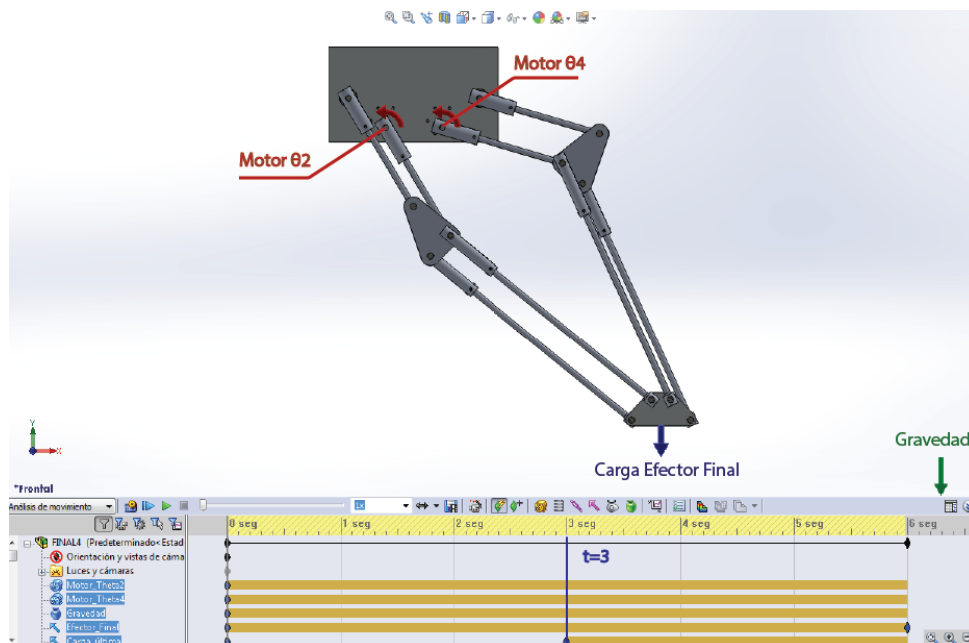 Motor θ4
Motor θ2
Carga Efector Final
Gravedad
Y
X
*Frontal
Análisis de movimiento
1x
0 seg
1 seg
2 seg
3 seg
4 seg
5 seg
6 seg
t=3
FINAL4 (Predeterminado<Estad
Orientación y vistas de cáma
Luces y cámaras
Motor_Theta2
Motor_Theta4
Gravedad
Efector_Final
Carga_última